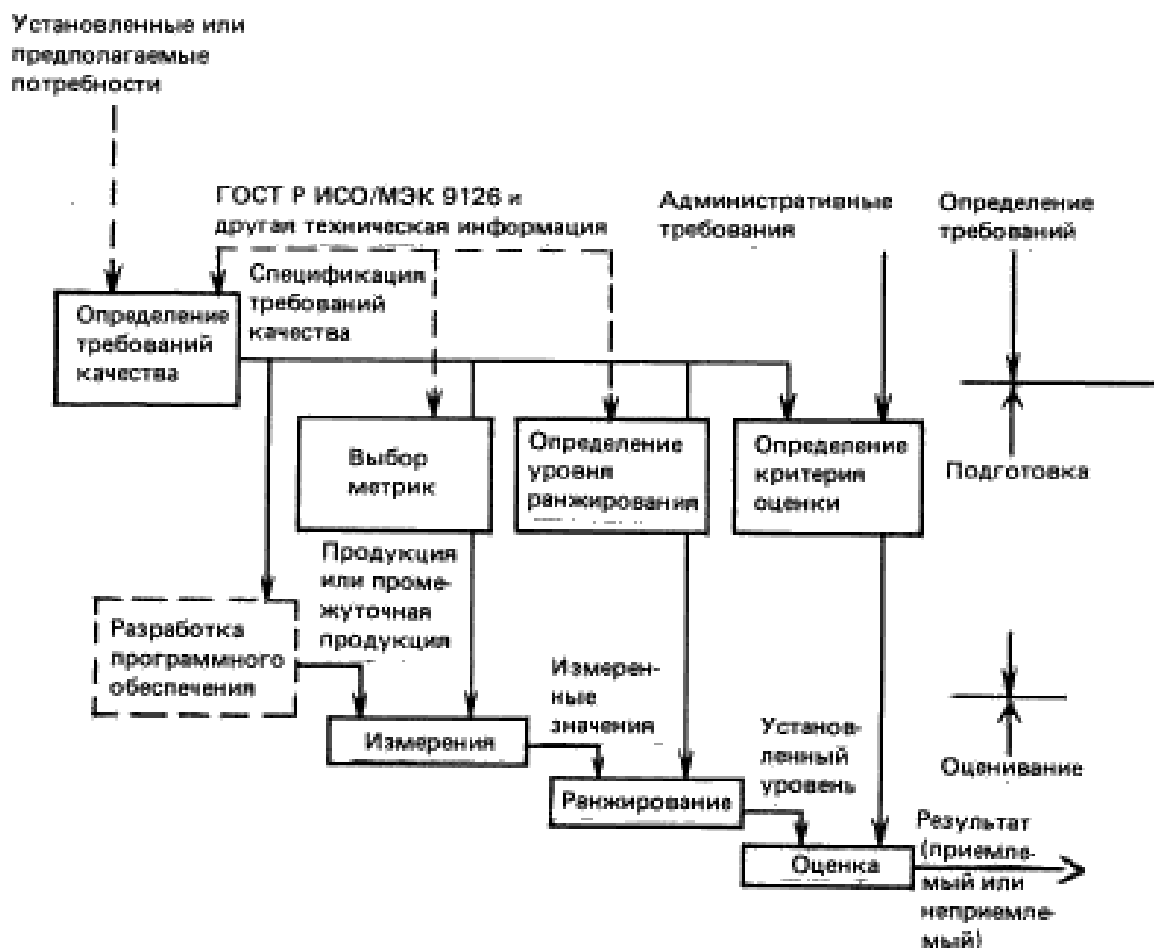 Установленные или
предполагаемые
потребности
ГОСТ Р ИСО/МЭК 9126 и
другая техническая информация
Административные
требования
Определение
требований
Спецификация
требований
качества
Определение
требований
качества
Выбор
метрик
Определение
уровня
ранжирования
Определение
критерия
оценки
Подготовка
Продукция
или проме-
жуточная
продукция
Разработка
программного
обеспечения
Измерен-
ные
значения
Измерения
Установ-
ленный
уровень
Оценивание
Ранжирование
Результат
(приемле-
мый или
неприемле-
мый)
Оценка